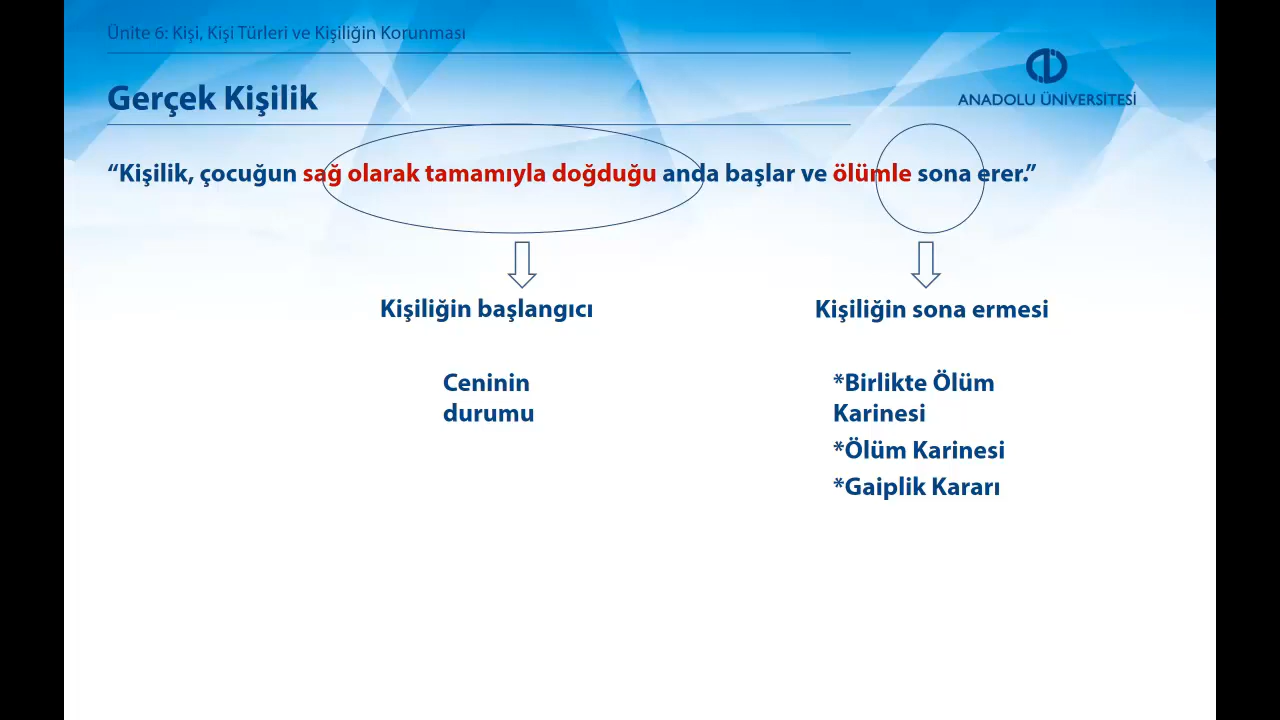 Ünite 6: Kişi, Kişi Türleri ve Kişiliğin Korunması
ANADOLU ÜNİVERSİTESİ
Gerçek Kişilik
“Kişilik, çocuğun sağ olarak tamamıyla doğduğu anda başlar ve ölümle sona erer.”
Kişiliğin başlangıcı
Kişiliğin sona ermesi
Ceninin
durumu
*Birlikte Ölüm
Karinesi
*Ölüm Karinesi
*Gaiplik Kararı